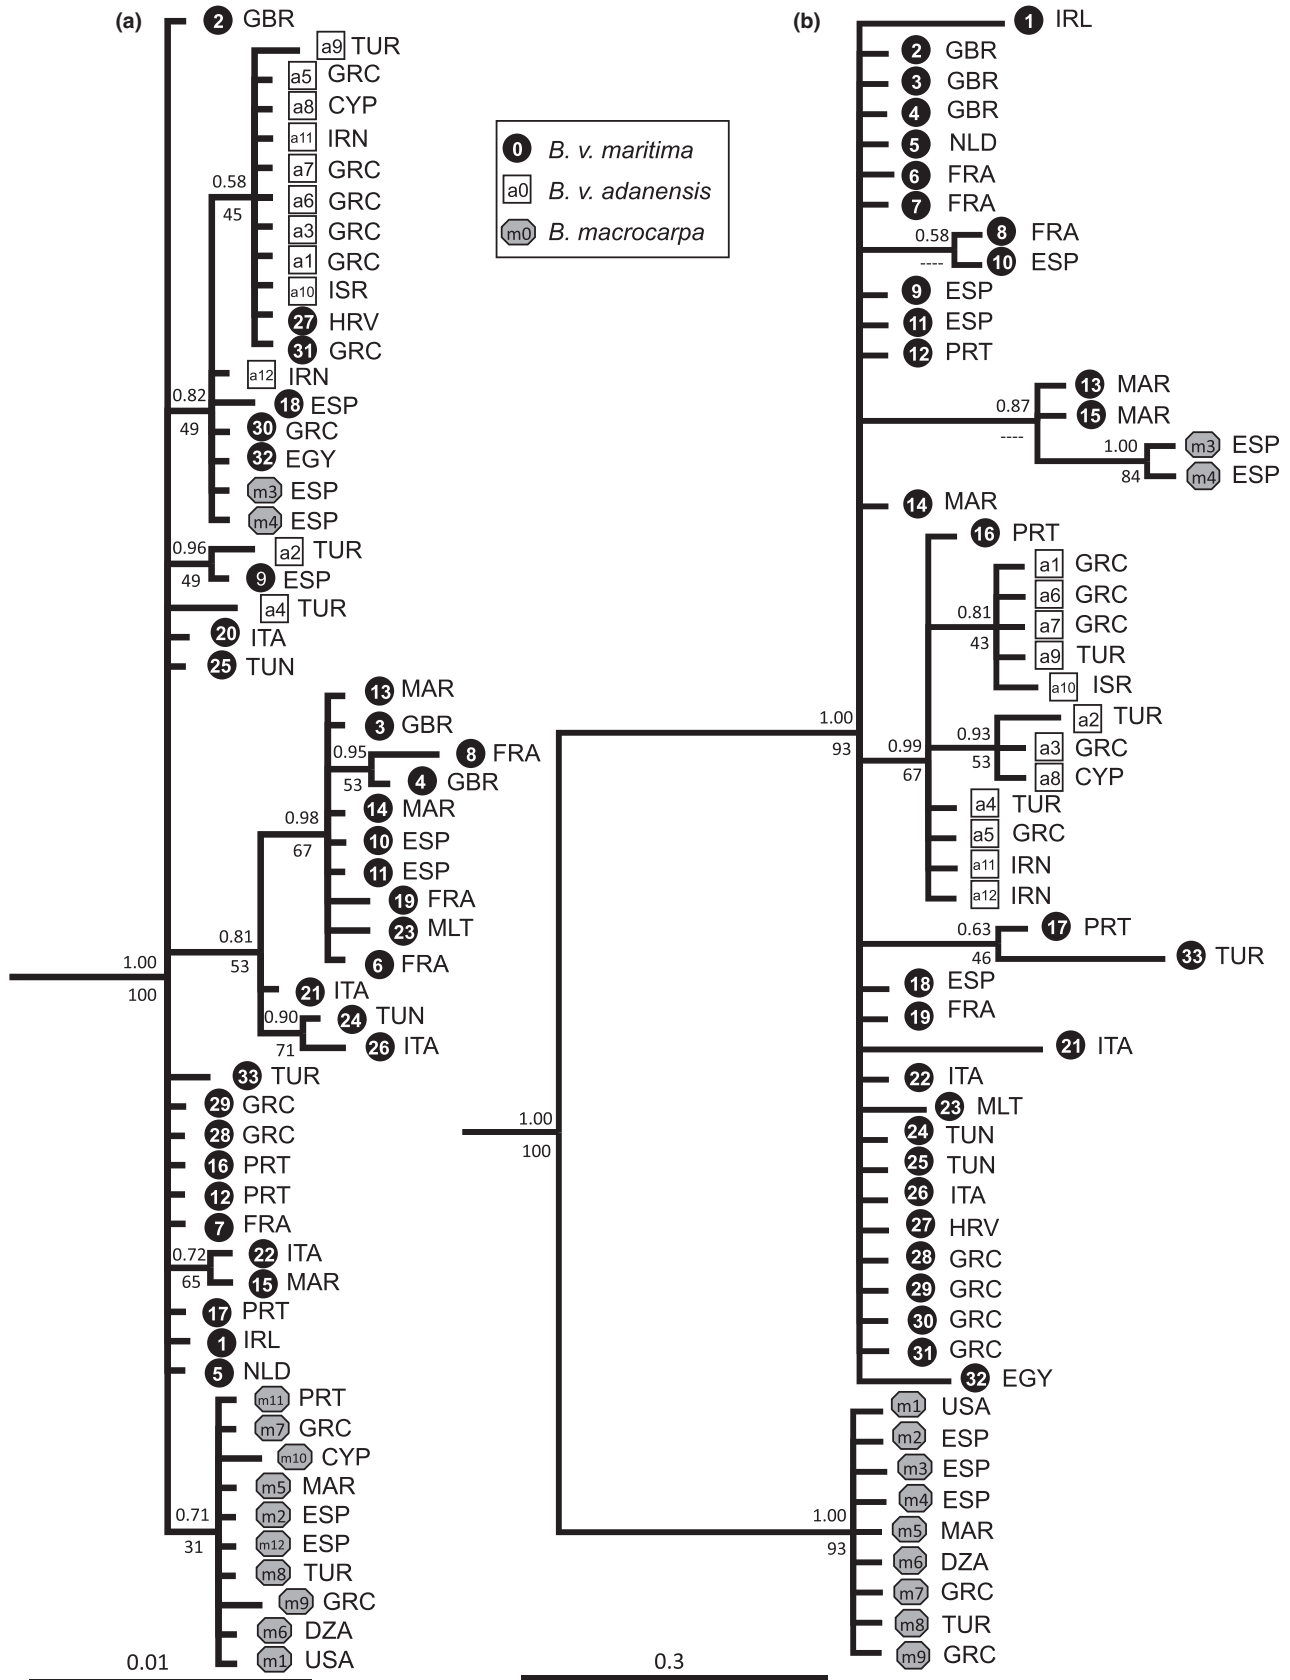 (a)
2 GBR
a9 TUR
a5 GRC
a8 CYP
a11 IRN
a7 GRC
0.58
a6 GRC
45
a3 GRC
a1 GRC
a10 ISR
27 HRV
31 GRC
a12 IRN
0.82
18 ESP
49
30 GRC
32 EGY
m3 ESP
m4 ESP
0.96
a2 TUR
49
9 ESP
a4 TUR
20 ITA
25 TUN
13 MAR
3 GBR
0.95
8 FRA
53
4 GBR
14 MAR
0.98
10 ESP
67
11 ESP
19 FRA
23 MLT
0.81
6 FRA
53
1.00
100
21 ITA
0.90
24 TUN
71
26 ITA
33 TUR
29 GRC
28 GRC
16 PRT
12 PRT
7 FRA
0.72
22 ITA
65
15 MAR
17 PRT
1 IRL
5 NLD
m11 PRT
m7 GRC
m10 CYP
m5 MAR
0.71
m2 ESP
31
m12 ESP
m8 TUR
m9 GRC
m6 DZA
m1 USA
0.01
0 B. v. maritima
a0 B. v. adanensis
m0 B. macrocarpa
(b)
1 IRL
2 GBR
3 GBR
4 GBR
5 NLD
6 FRA
7 FRA
0.58
8 FRA
----
10 ESP
9 ESP
11 ESP
12 PRT
13 MAR
0.87
15 MAR
----
1.00
m3 ESP
84
m4 ESP
14 MAR
16 PRT
a1 GRC
a6 GRC
0.81
a7 GRC
43
a9 TUR
a10 ISR
1.00
93
a2 TUR
0.93
a3 GRC
0.99
53
67
a8 CYP
a4 TUR
a5 GRC
a11 IRN
a12 IRN
0.63
17 PRT
46
33 TUR
18 ESP
19 FRA
21 ITA
22 ITA
23 MLT
1.00
100
24 TUN
25 TUN
26 ITA
27 HRV
28 GRC
29 GRC
30 GRC
31 GRC
32 EGY
m1 USA
m2 ESP
m3 ESP
m4 ESP
1.00
93
m5 MAR
m6 DZA
m7 GRC
m8 TUR
m9 GRC
0.3